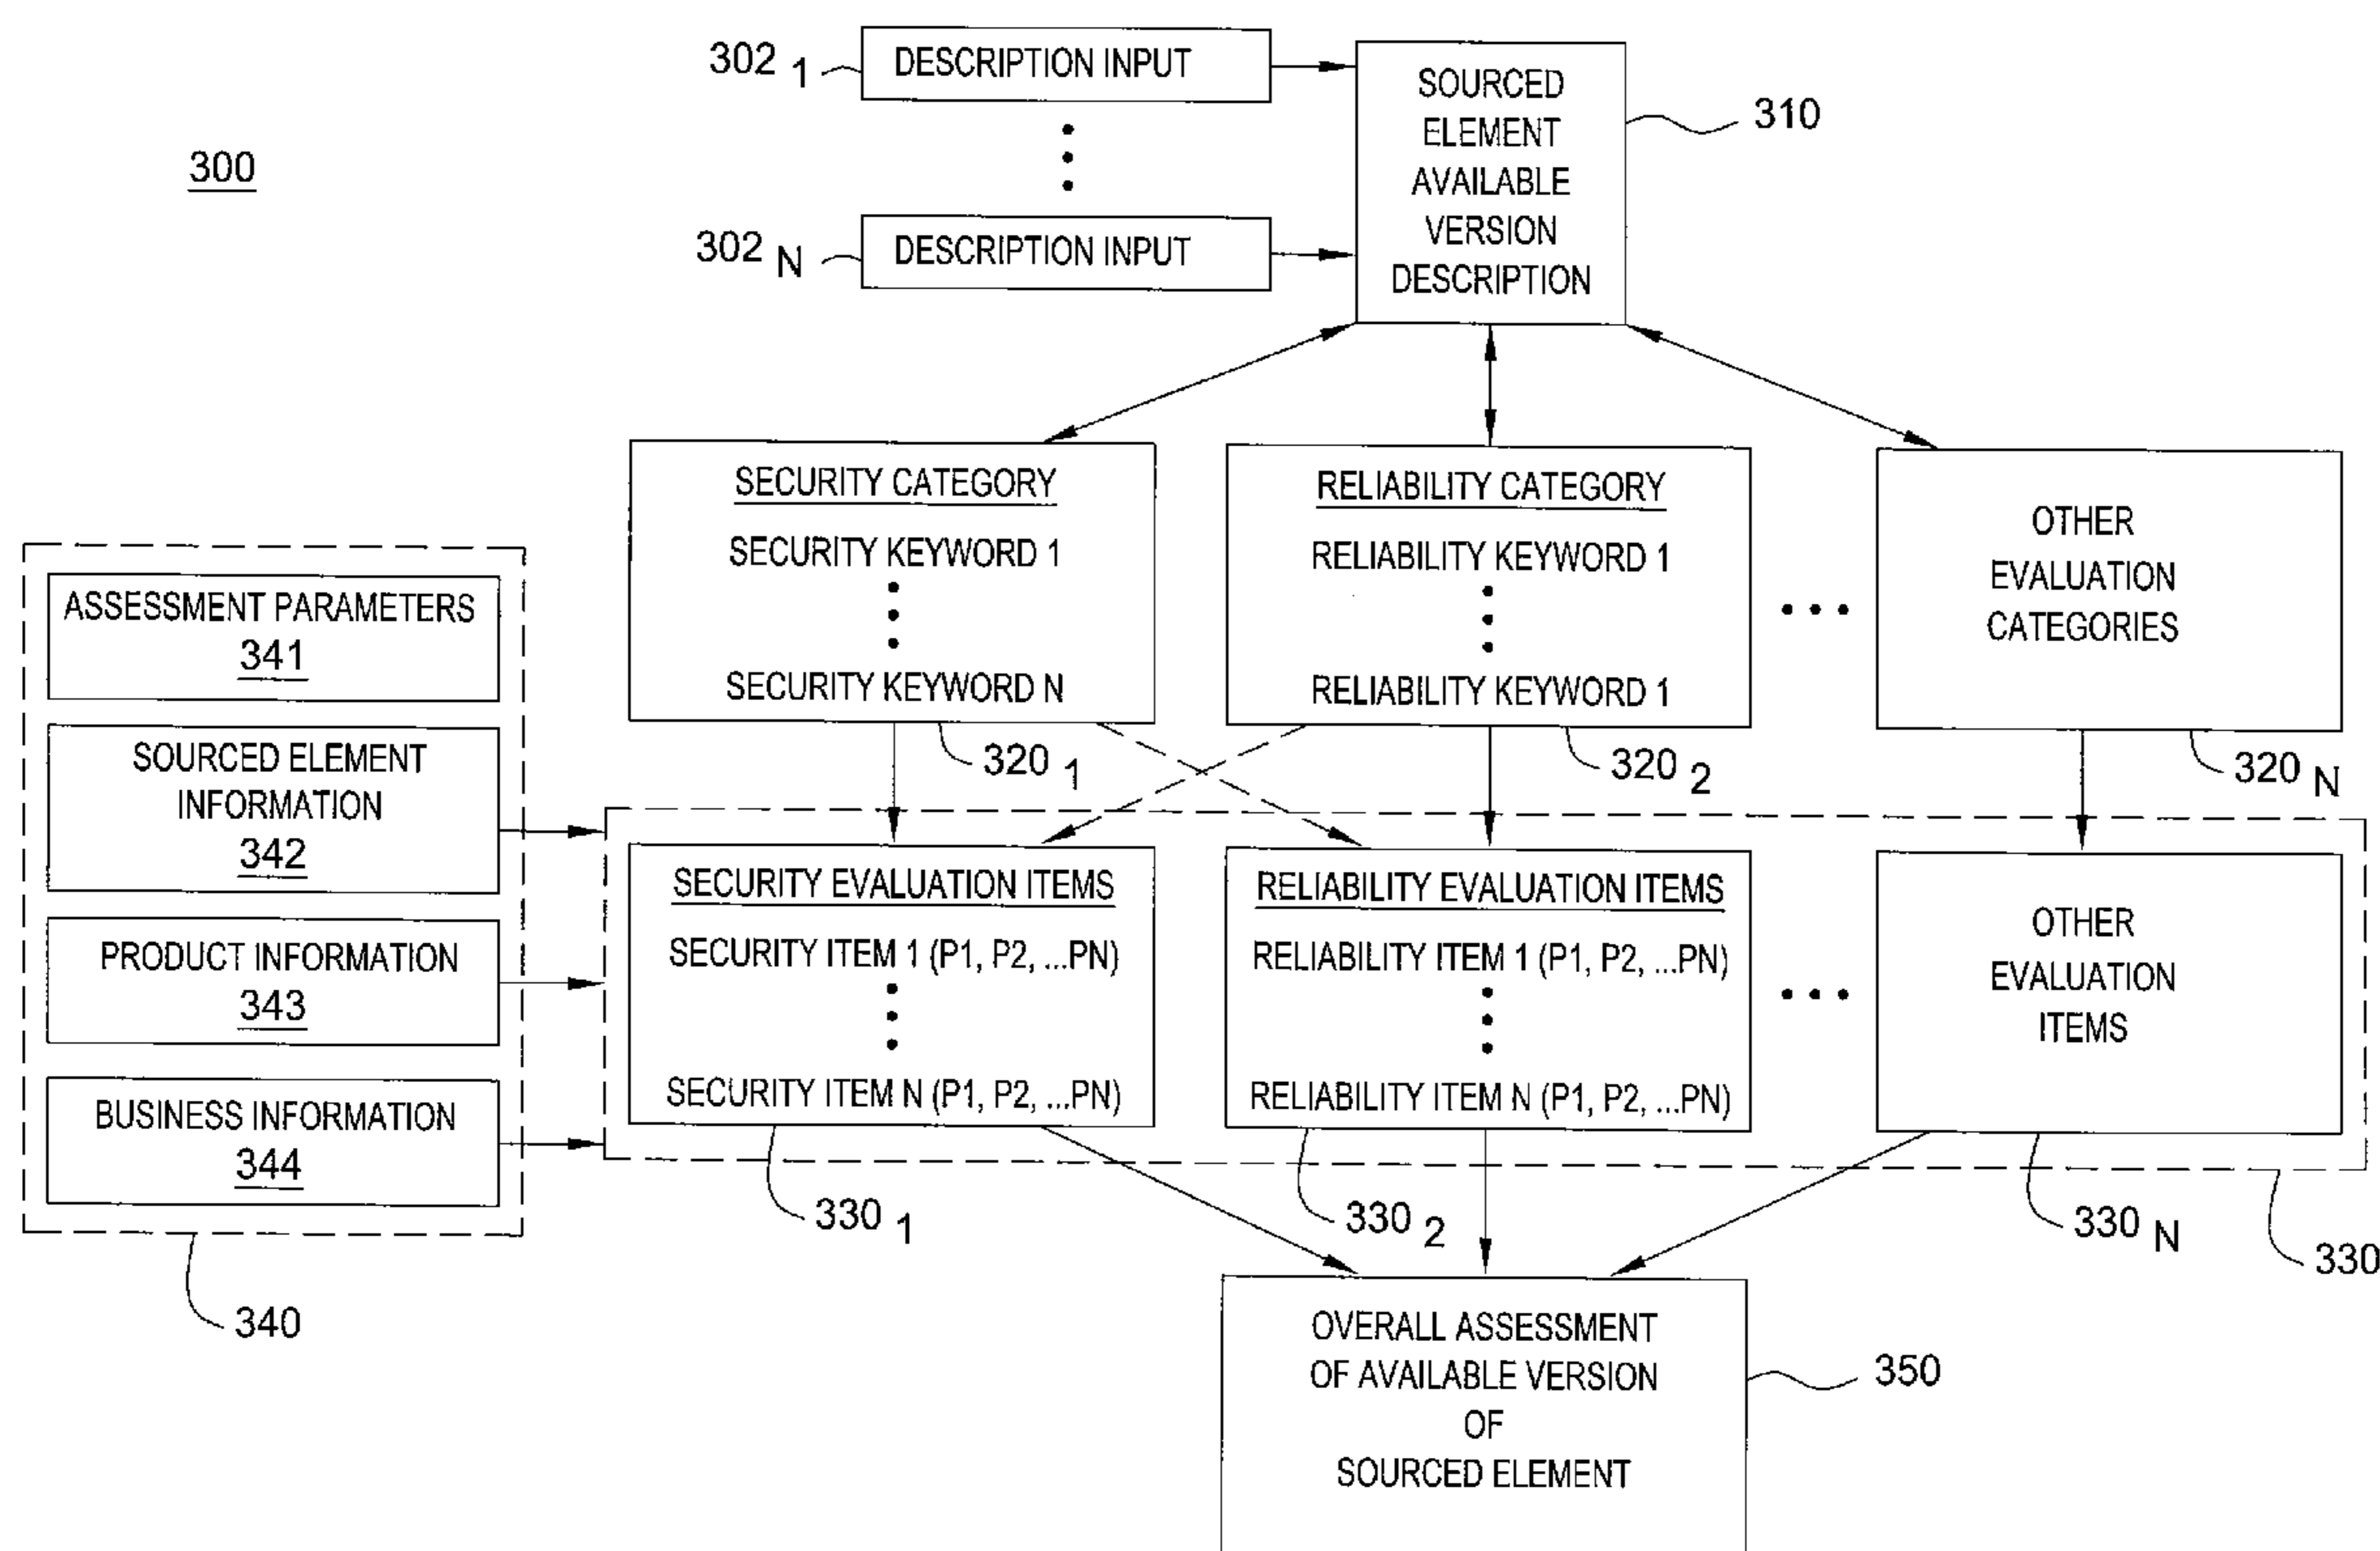 300
302 1
DESCRIPTION INPUT
302 N
DESCRIPTION INPUT
SOURCED
ELEMENT
AVAILABLE
VERSION
DESCRIPTION
310
SECURITY CATEGORY
SECURITY KEYWORD 1
SECURITY KEYWORD N
320 1
RELIABILITY CATEGORY
RELIABILITY KEYWORD 1
RELIABILITY KEYWORD 1
320 2
OTHER
EVALUATION
CATEGORIES
320 N
ASSESSMENT PARAMETERS
341
SOURCED ELEMENT
INFORMATION
342
PRODUCT INFORMATION
343
BUSINESS INFORMATION
344
340
SECURITY EVALUATION ITEMS
SECURITY ITEM 1 (P1, P2, ...PN)
SECURITY ITEM N (P1, P2, ...PN)
330 1
RELIABILITY EVALUATION ITEMS
RELIABILITY ITEM 1 (P1, P2, ...PN)
RELIABILITY ITEM N (P1, P2, ...PN)
330 2
OTHER
EVALUATION
ITEMS
330 N
330
OVERALL ASSESSMENT
OF AVAILABLE VERSION
OF
SOURCED ELEMENT
350